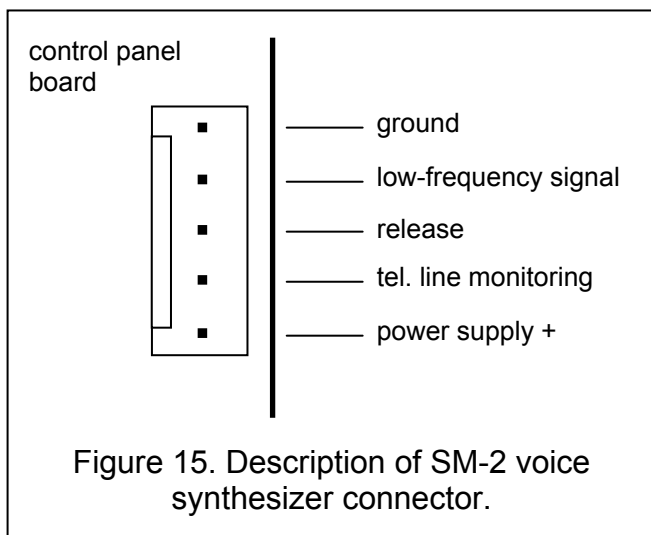 control panel
board
ground
low-frequency signal
release
tel. line monitoring
power supply +
Figure 15. Description of SM-2 voice
synthesizer connector.